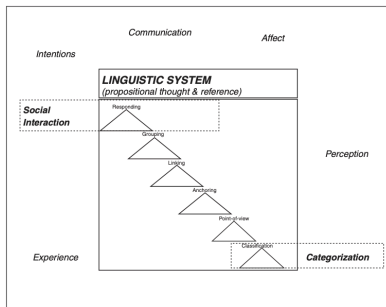 Communication
Affect
Intentions
LINGUISTIC SYSTEM
(propositional thought & reference)
Social
Interaction
Responding
Grouping
Linking
Perception
Anchoring
Point-of-view
Classification
Experience
Categorization